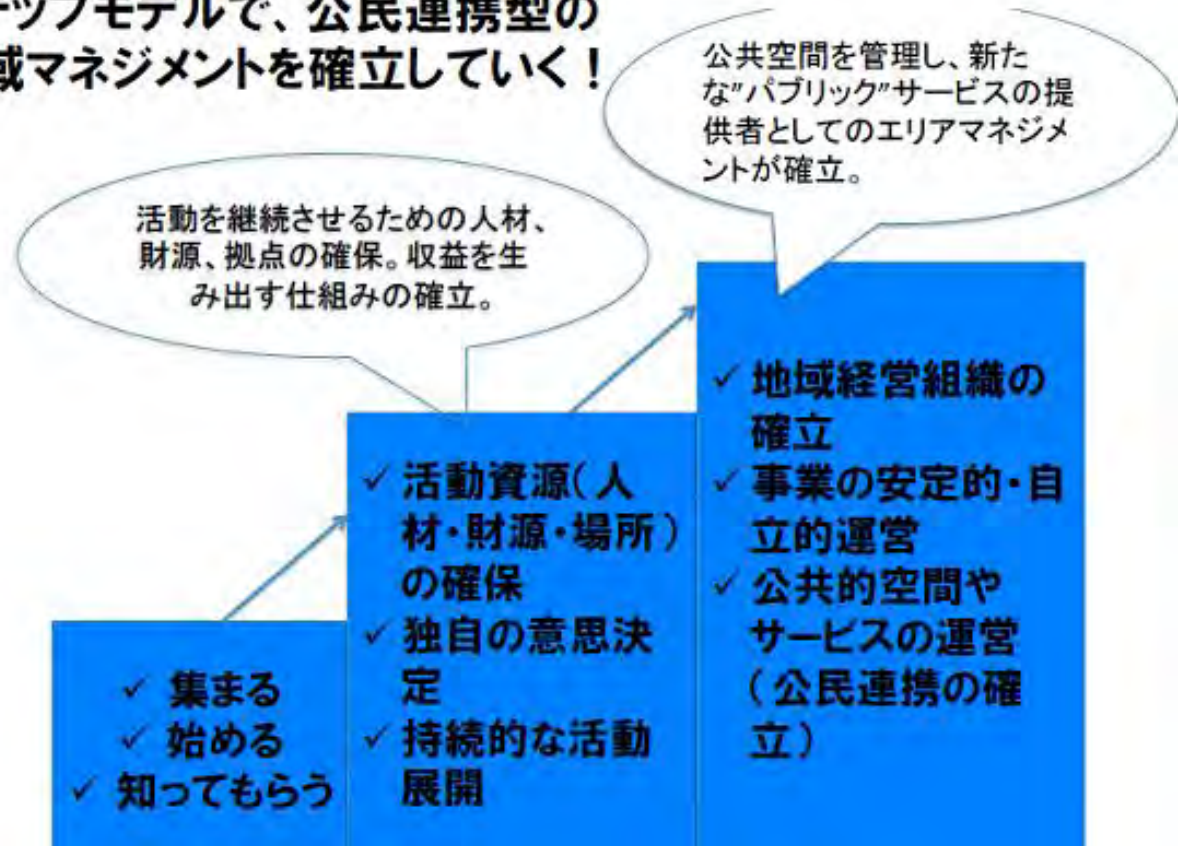 テップモデルで、公民連携型の
域マネジメントを確立していく!
公共空間を管理し、新た
な"パブリック"サービスの提
供者としてのエリアマネジメ
ントが確立。
活動を継続させるための人材、
財源、拠点の確保。収益を生
み出す仕組みの確立。
✓ 集まる
✓ 始める
✓ 知ってもらう
✓ 活動資源(人
材・財源・場所)
の確保
✓ 独自の意思決
定
✓ 持続的な活動
展開
✓ 地域経営組織の
確立
✓ 事業の安定的・自
立的運営
✓ 公共的空間や
サービスの運営
(公民連携の確
立)